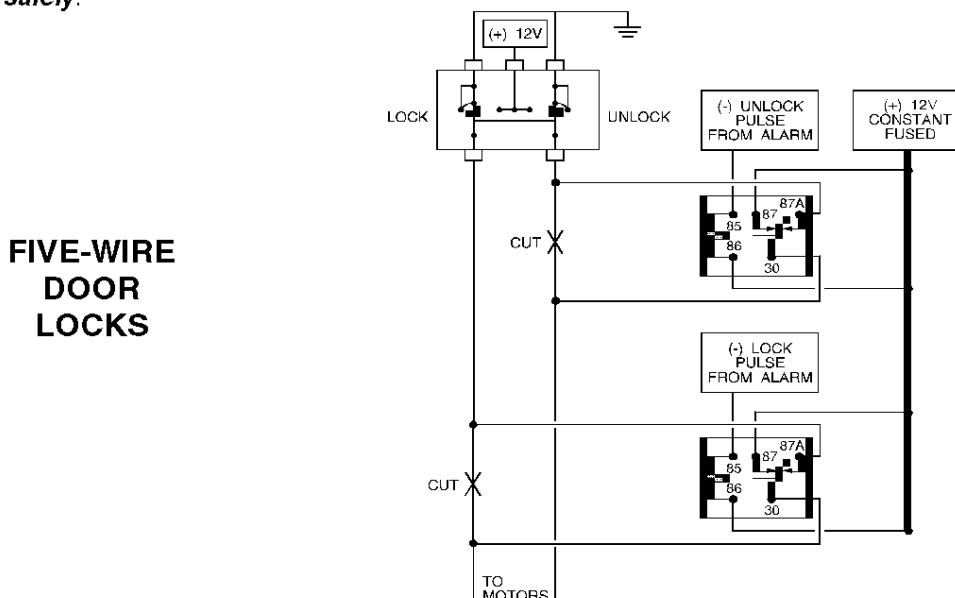 safely.
(+) 12V
LOCK
UNLOCK
(-) UNLOCK
PULSE
FROM ALARM
(+) 12V
CONSTANT
FUSED
87A
87
85
86
30
CUT
FIVE-WIRE
DOOR
LOCKS
(-) LOCK
PULSE
FROM ALARM
87A
87
85
86
30
CUT
TO
MOTORS